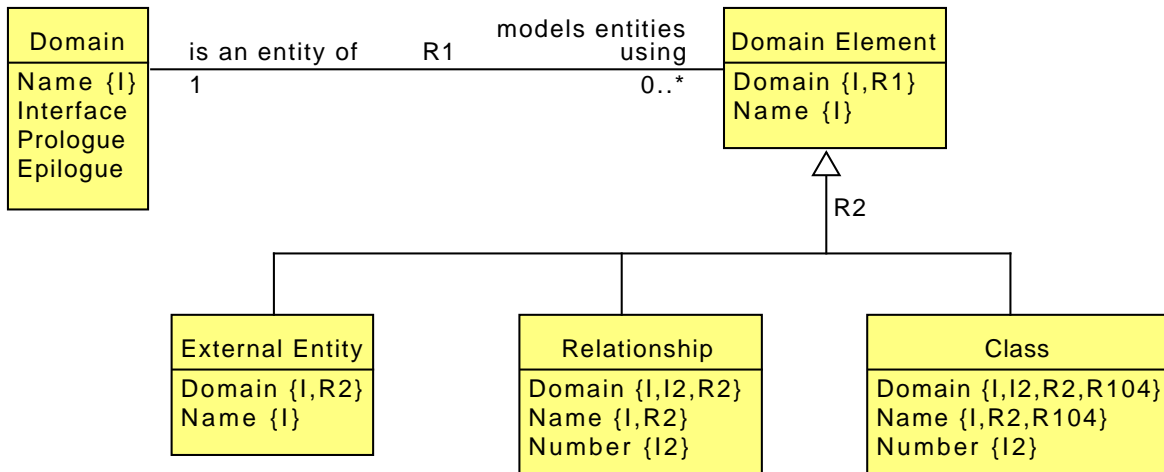 Domain
Name {I}
Interface
Prologue
Epilogue
is an entity of
R1
models entities
using
1
0..*
Domain Element
Domain {I,R1}
Name {I}
R2
External Entity
Domain {I,R2}
Name {I}
Relationship
Domain {I,I2,R2}
Name {I,R2}
Number {I2}
Class
Domain {I,I2,R2,R104}
Name {I,R2,R104}
Number {I2}